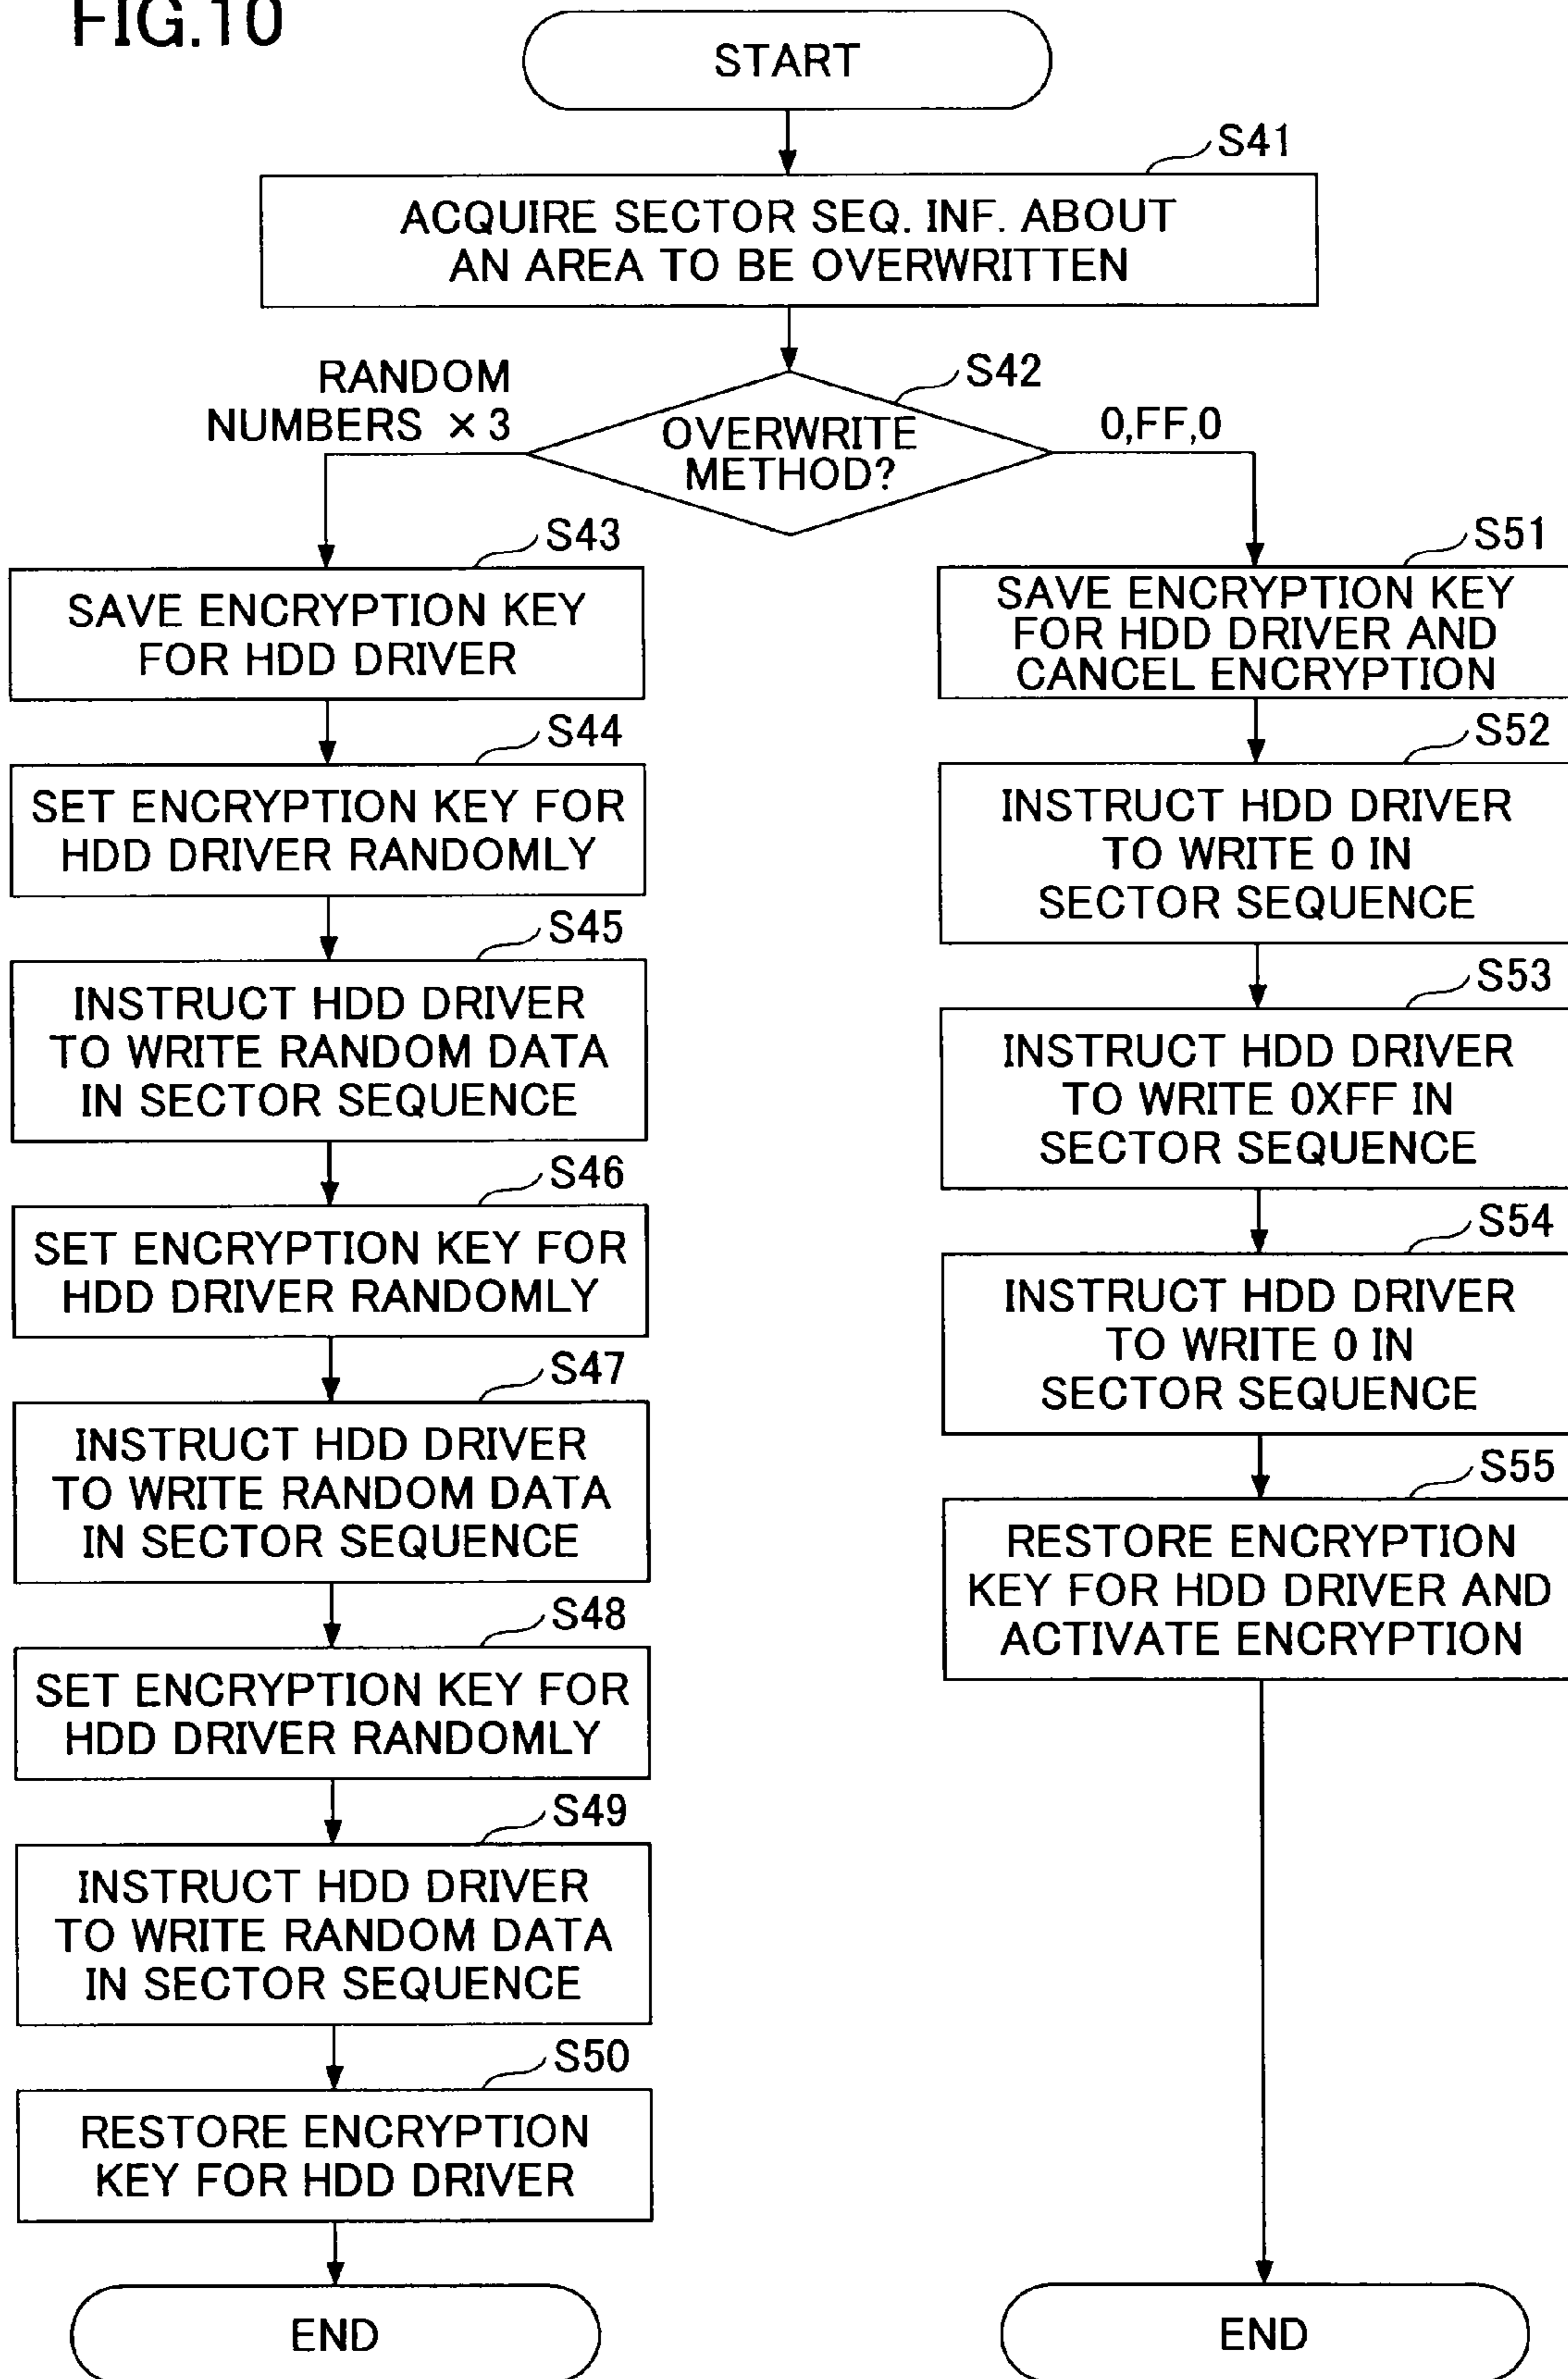 FIG.10
START
S41
ACQUIRE SECTOR SEQ. INF. ABOUT
AN AREA TO BE OVERWRITTEN
S42
OVERWRITE
METHOD?
RANDOM
NUMBERS ×3
0,FF,0
S43
SAVE ENCRYPTION KEY
FOR HDD DRIVER
S44
SET ENCRYPTION KEY FOR
HDD DRIVER RANDOMLY
S45
INSTRUCT HDD DRIVER
TO WRITE RANDOM DATA
IN SECTOR SEQUENCE
S46
SET ENCRYPTION KEY FOR
HDD DRIVER RANDOMLY
S47
INSTRUCT HDD DRIVER
TO WRITE RANDOM DATA
IN SECTOR SEQUENCE
S48
SET ENCRYPTION KEY FOR
HDD DRIVER RANDOMLY
S49
INSTRUCT HDD DRIVER
TO WRITE RANDOM DATA
IN SECTOR SEQUENCE
S50
RESTORE ENCRYPTION
KEY FOR HDD DRIVER
END
S51
SAVE ENCRYPTION KEY
FOR HDD DRIVER AND
CANCEL ENCRYPTION
S52
INSTRUCT HDD DRIVER
TO WRITE 0 IN
SECTOR SEQUENCE
S53
INSTRUCT HDD DRIVER
TO WRITE 0XFF IN
SECTOR SEQUENCE
S54
INSTRUCT HDD DRIVER
TO WRITE 0 IN
SECTOR SEQUENCE
S55
RESTORE ENCRYPTION
KEY FOR HDD DRIVER AND
ACTIVATE ENCRYPTION
END